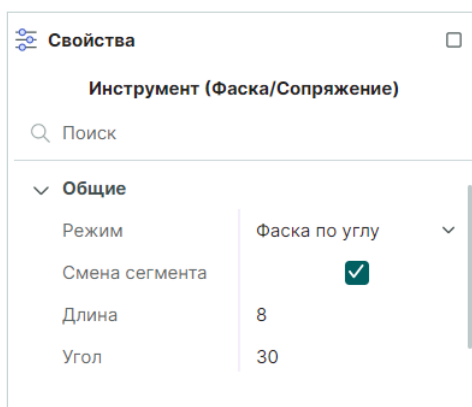 Свойства
Инструмент (Фаска/Сопряжение)
Поиск
Общие
Режим Фаска по углу
Смена сегмента
Длина 8
Угол 30